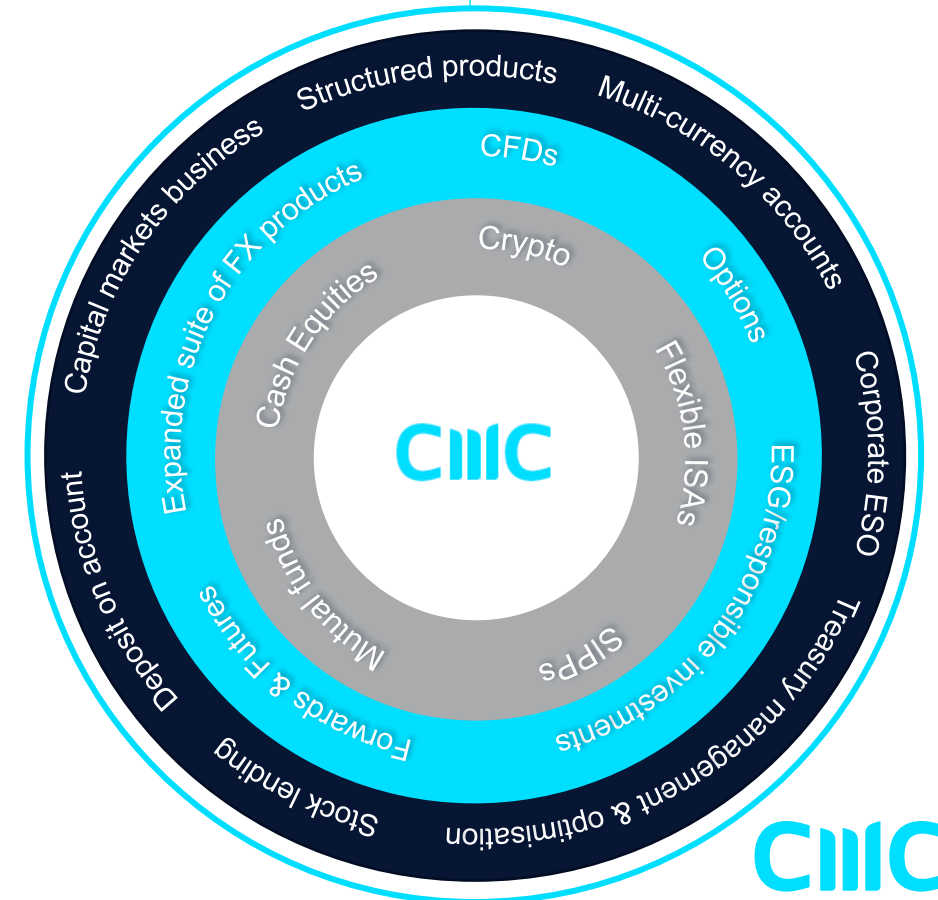 Structured products
Multi-currency accounts
Corporate ESO
Treasury management & optimisation
Stock lending
Deposit on account
Capital markets business
CFDs
Options
ESG/responsible investments
Forwards & Futures
Expanded suite of FX products
Crypto
Flexible ISAs
SIPPs
Mutual funds
Cash Equities
CMC
CMC